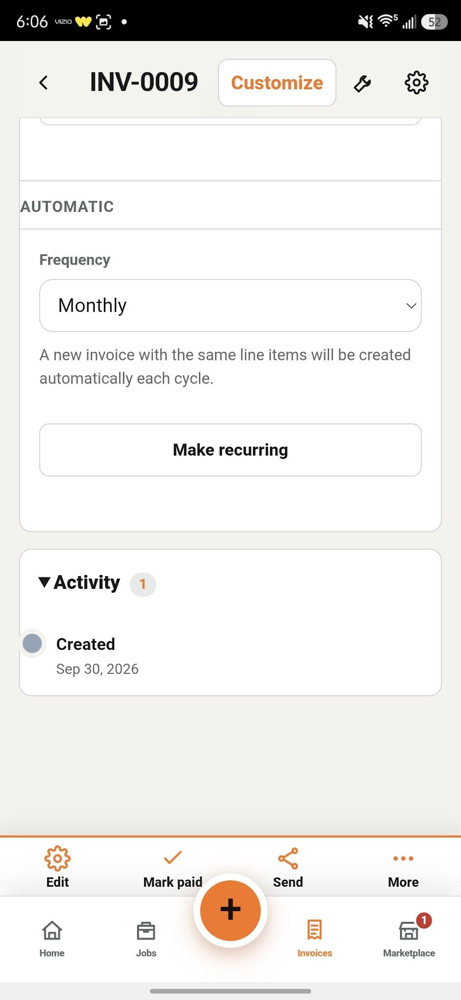 6:06 VIZIO 5 52
INV-0009 Customize
AUTOMATIC
Frequency
Monthly
A new invoice with the same line items will be created
automatically each cycle.
Make recurring
Activity 1
Created
Sep 30, 2026
Edit Mark paid Send More
+
Home Jobs Invoices Marketplace 1